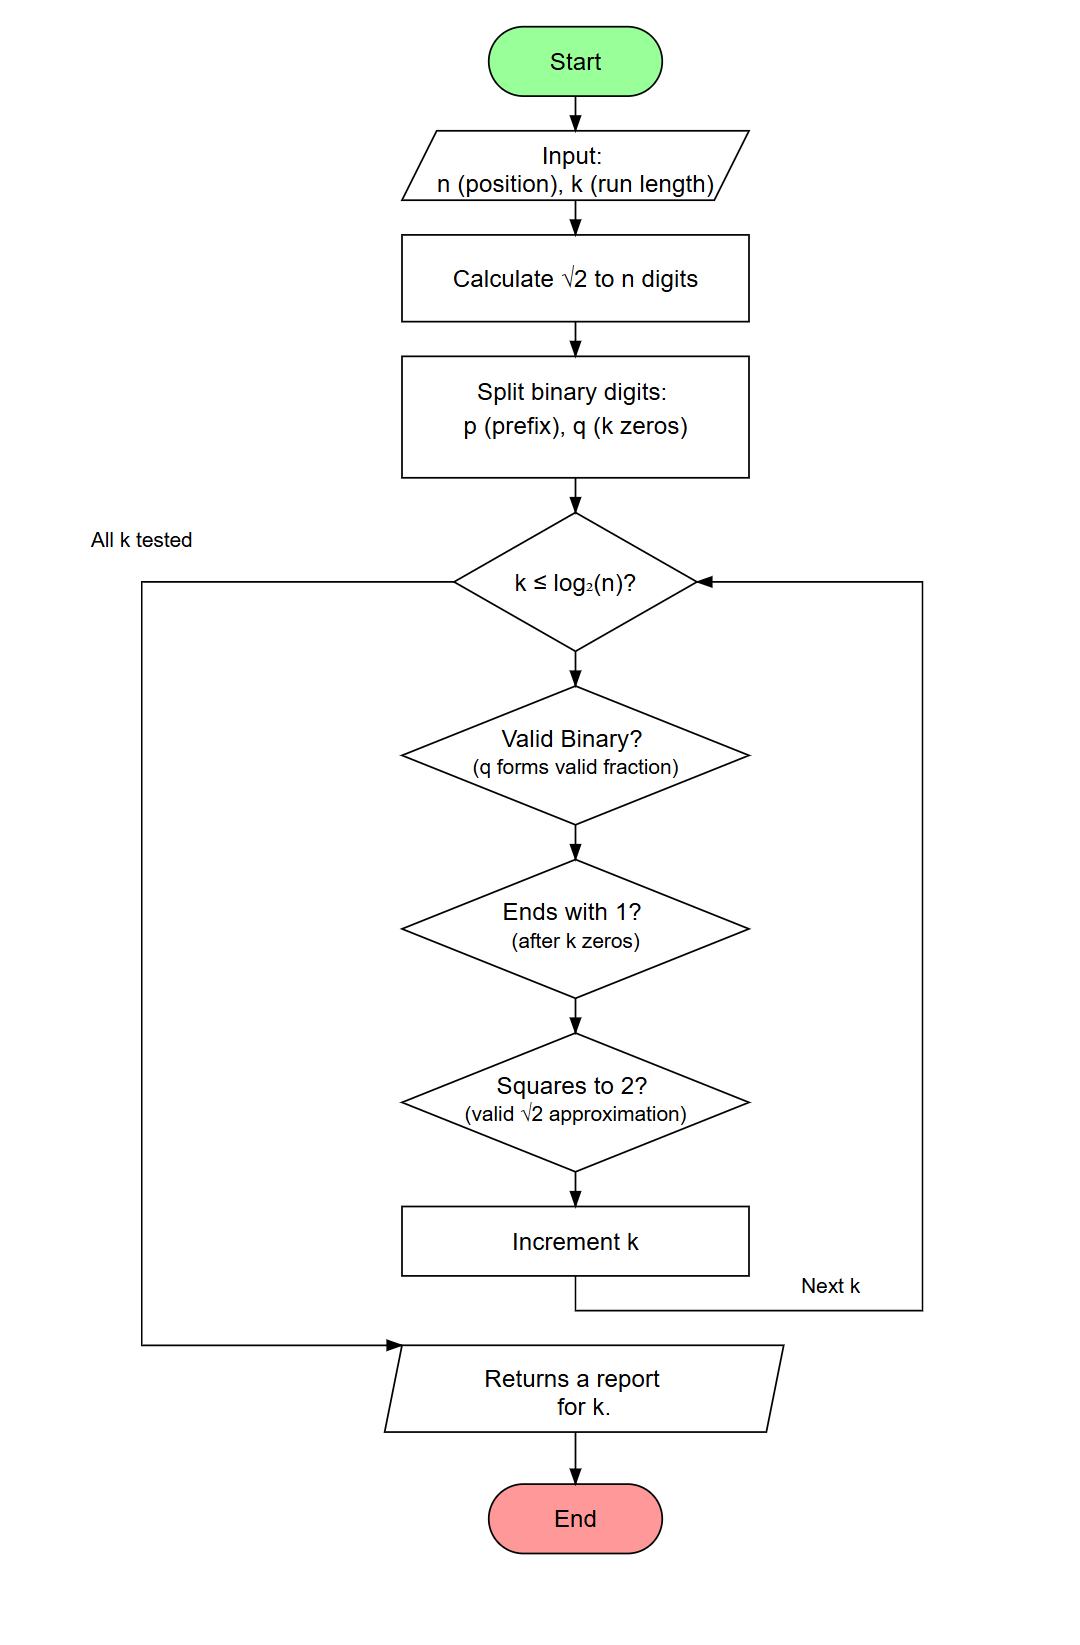 Start
Input:
n (position), k (run length)
Calculate √2 to n digits
Split binary digits:
p (prefix), q (k zeros)
All k tested
k ≤ log₂(n)?
Valid Binary?
(q forms valid fraction)
Ends with 1?
(after k zeros)
Squares to 2?
(valid √2 approximation)
Increment k
Next k
Returns a report
for k.
End